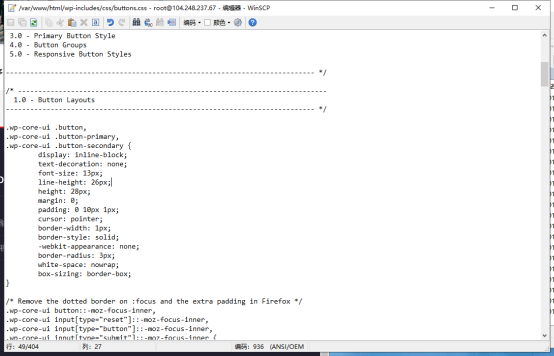 /var/www/html/wp-includes/css/buttons.css - root@104.248.237.67 - 编辑器 - WinSCP
编码 颜色
3.0 - Primary Button Style
4.0 - Button Groups
5.0 - Responsive Button Styles
------------------------------------------------------------------------------ */
/* ------------------------------------------------------------------------------
1.0 - Button Layouts
------------------------------------------------------------------------------ */
.wp-core-ui .button,
.wp-core-ui .button-primary,
.wp-core-ui .button-secondary {
display: inline-block;
text-decoration: none;
font-size: 13px;
line-height: 26px;
height: 28px;
margin: 0;
padding: 0 10px 1px;
cursor: pointer;
border-width: 1px;
border-style: solid;
-webkit-appearance: none;
border-radius: 3px;
white-space: nowrap;
box-sizing: border-box;
}
/* Remove the dotted border on :focus and the extra padding in Firefox */
.wp-core-ui button::-moz-focus-inner,
.wp-core-ui input[type="reset"]::-moz-focus-inner,
.wp-core-ui input[type="button"]::-moz-focus-inner,
.wp-core-ui input[type="submit"]::-moz-focus-inner {
行: 49/404 列: 27 编码: 936 (ANSI/OEM